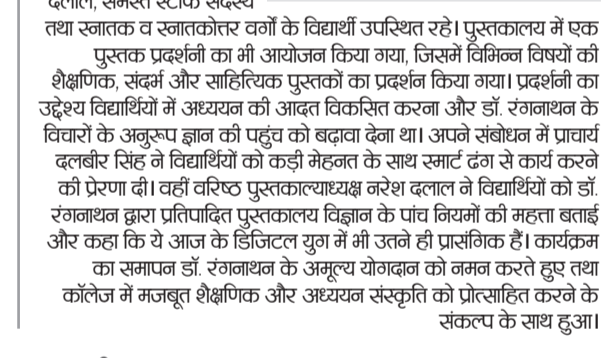 दलाल, समस्त स्टाफ सदस्य
तथा स्नातक व स्नातकोत्तर वर्गों के विद्यार्थी उपस्थित रहे। पुस्तकालय में एक
पुस्तक प्रदर्शनी का भी आयोजन किया गया, जिसमें विभिन्न विषयों की
शैक्षणिक, संदर्भ और साहित्यिक पुस्तकों का प्रदर्शन किया गया। प्रदर्शनी का
उद्देश्य विद्यार्थियों में अध्ययन की आदत विकसित करना और डॉ. रंगनाथन के
विचारों के अनुरूप ज्ञान की पहुंच को बढ़ावा देना था। अपने संबोधन में प्राचार्य
दलबीर सिंह ने विद्यार्थियों को कड़ी मेहनत के साथ स्मार्ट ढंग से कार्य करने
की प्रेरणा दी। वहीं वरिष्ठ पुस्तकाल्याध्यक्ष नरेश दलाल ने विद्यार्थियों को डॉ.
रंगनाथन द्वारा प्रतिपादित पुस्तकालय विज्ञान के पांच नियमों की महत्ता बताई
और कहा कि ये आज के डिजिटल युग में भी उतने ही प्रासंगिक हैं। कार्यक्रम
का समापन डॉ. रंगनाथन के अमूल्य योगदान को नमन करते हुए तथा
कॉलेज में मजबूत शैक्षणिक और अध्ययन संस्कृति को प्रोत्साहित करने के
संकल्प के साथ हुआ।